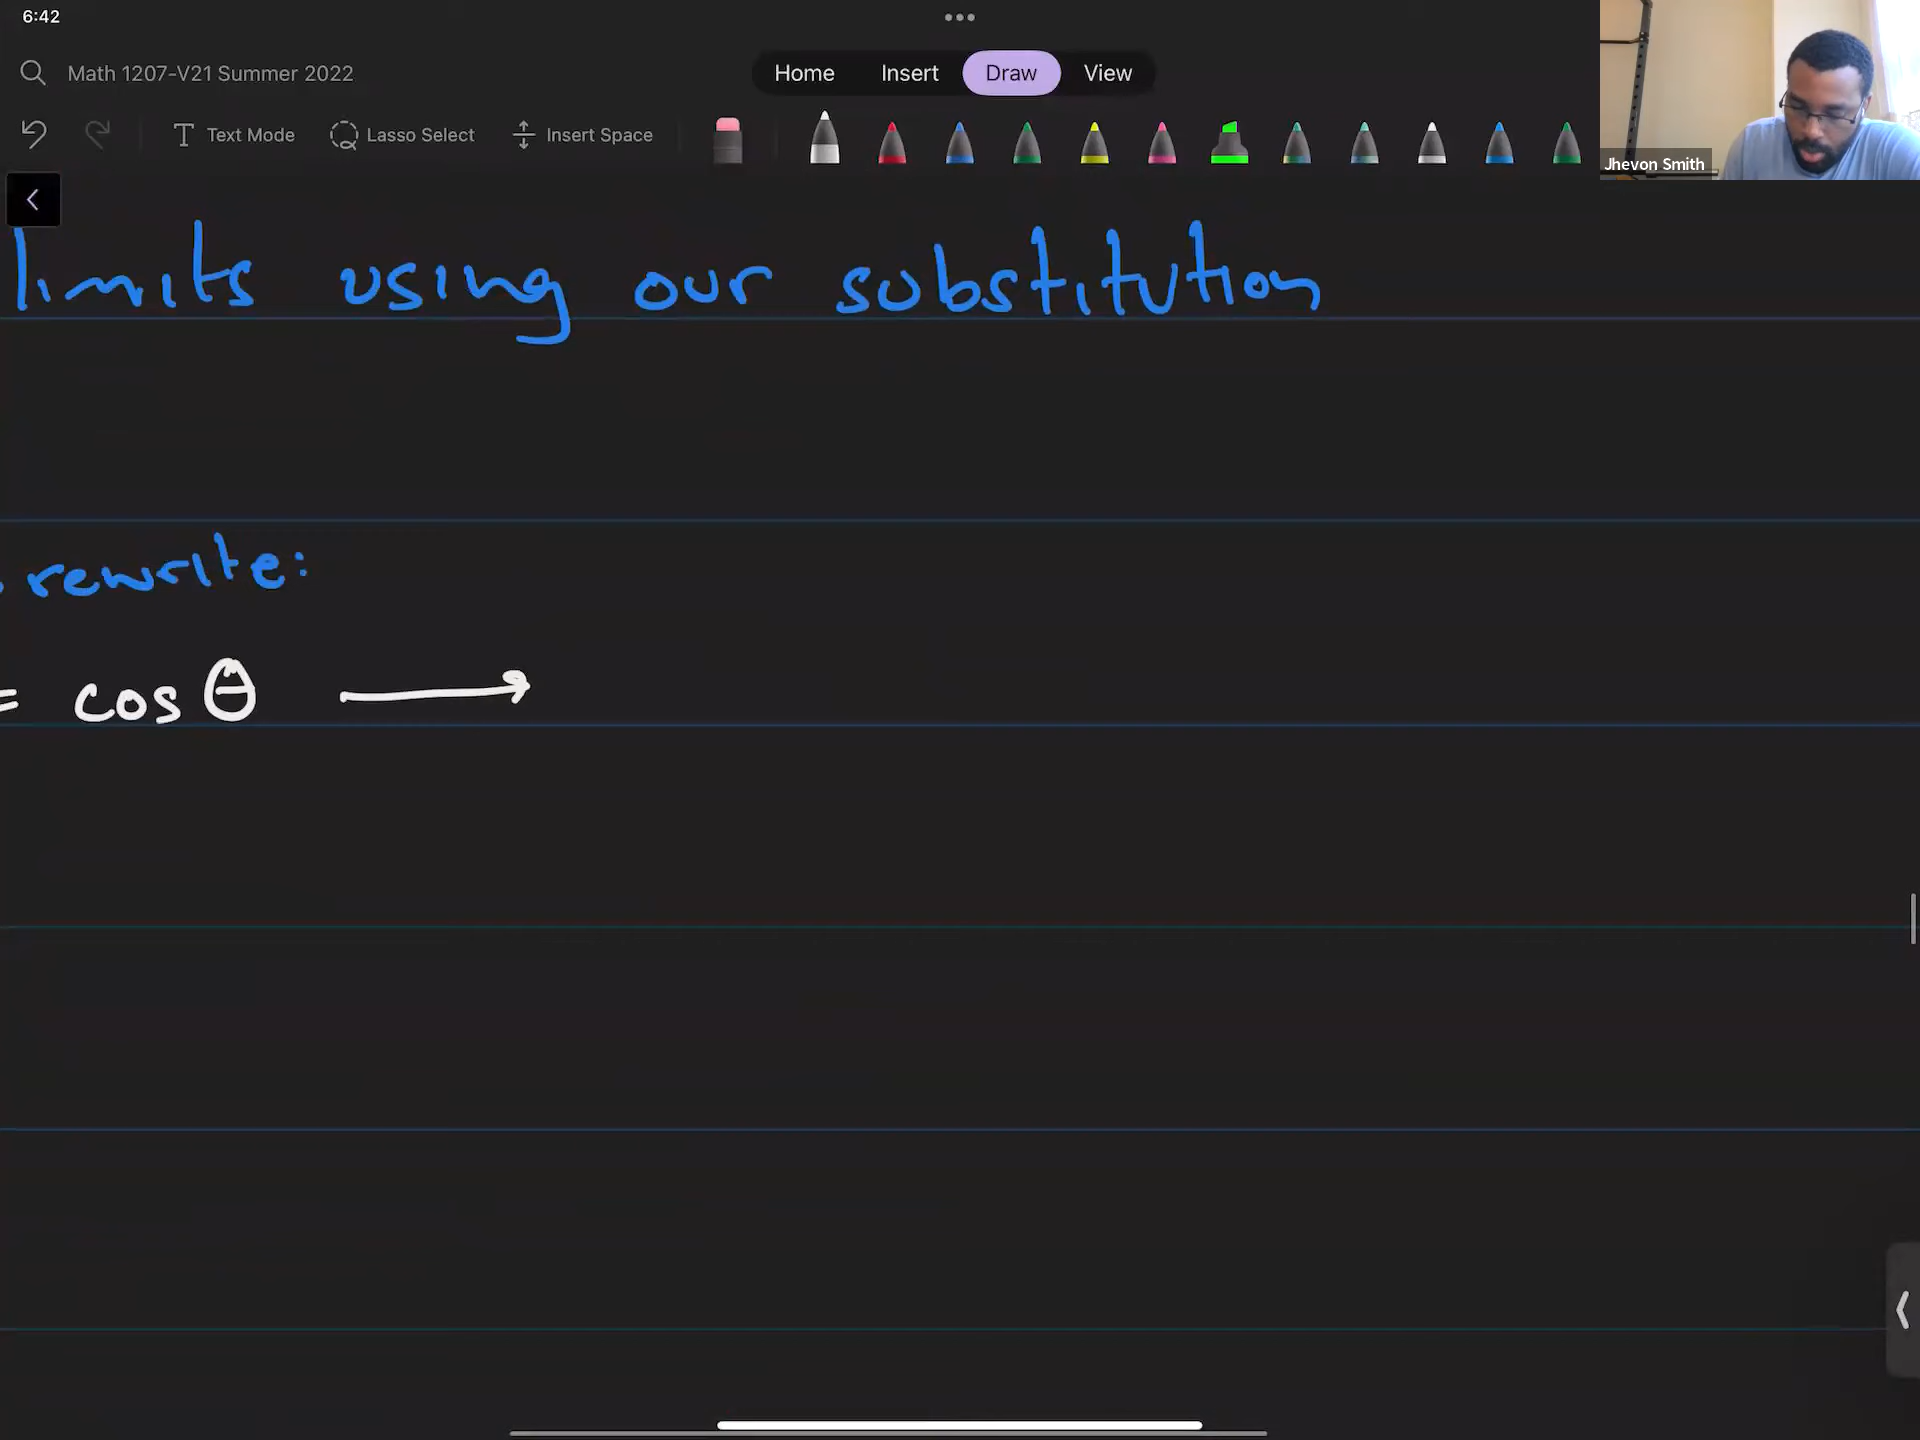 6:42
Math 1207-V21 Summer 2022
Home Insert Draw View
Text Mode Lasso Select Insert Space
Jhevon Smith
limits using our substitution
rewrite:
= cos θ →